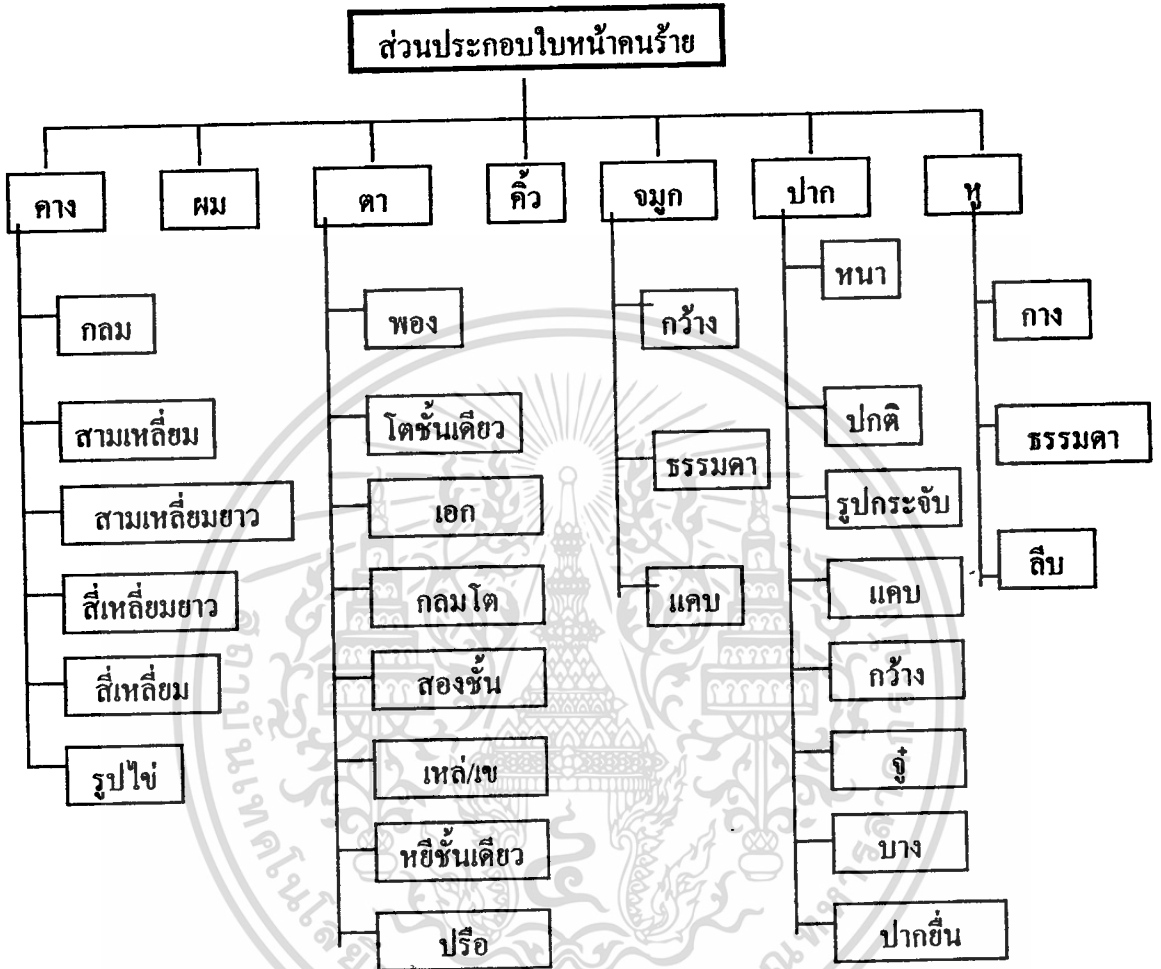 ส่วนประกอบใบหน้าคนร้าย
คาง
ผม
ตา
คิ้ว
จมูก
ปาก
หู
กลม
สามเหลี่ยม
สามเหลี่ยมยาว
สี่เหลี่ยมยาว
สี่เหลี่ยม
รูปไข่
พอง
โตชั้นเดียว
เอก
กลมโต
สองชั้น
เหล่/เข
หยีชั้นเดียว
ปรือ
กว้าง
ธรรมดา
แคบ
หนา
ปกติ
รูปกระจับ
แคบ
กว้าง
จู๋
บาง
ปากยื่น
กาง
ธรรมดา
ลีบ